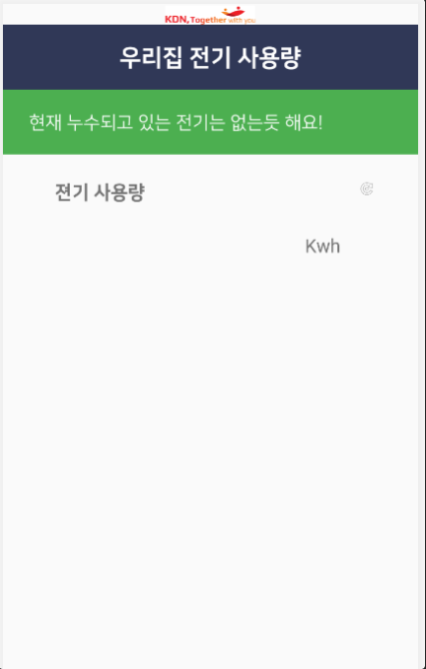 KDN, Together with you
우리집 전기 사용량
현재 누수되고 있는 전기는 없는듯 해요!
젼기 사용량
Kwh